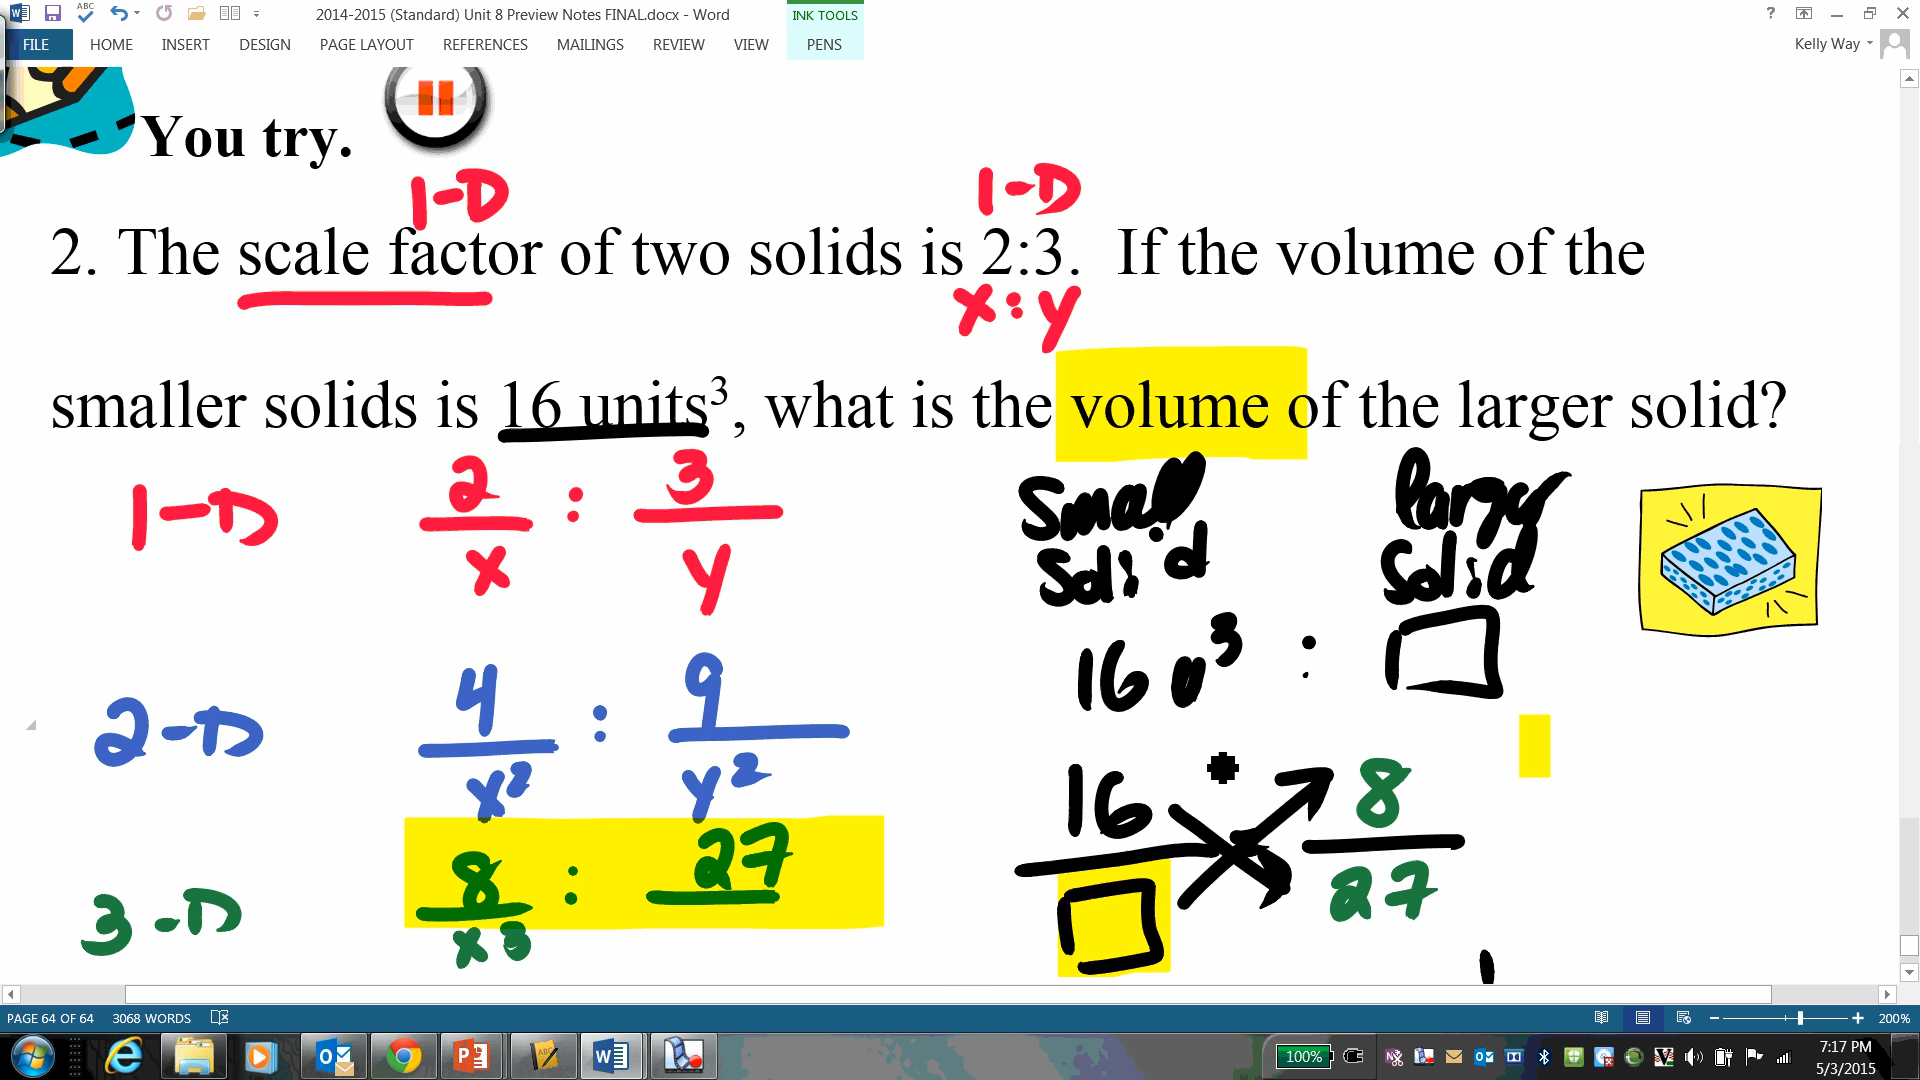 2014-2015 (Standard) Unit 8 Preview Notes FINAL.docx - Word
INK TOOLS
FILE HOME INSERT DESIGN PAGE LAYOUT REFERENCES MAILINGS REVIEW VIEW PENS
Kelly Way
You try.
1-D 1-D
2. The scale factor of two solids is 2:3. If the volume of the
x:y
smaller solids is 16 units³, what is the volume of the larger solid?
1-D 2/x : 3/y
Small Solid
larger Solid
16 u³ : □
2-D 4/x² : 9/y²
16/□ 8/27
3-D 8/x³ : 27
PAGE 64 OF 64 3068 WORDS
200%
100%
7:17 PM
5/3/2015